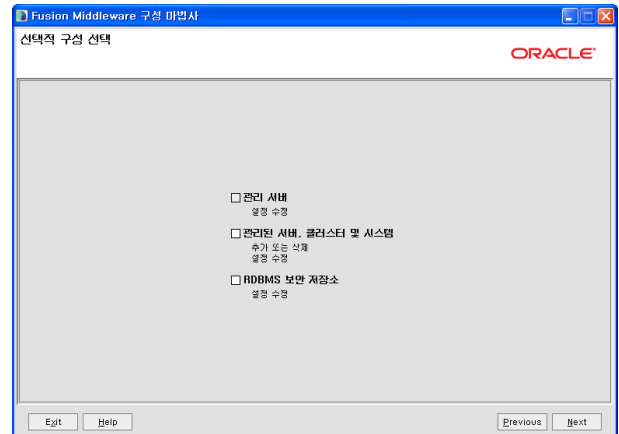 Fusion Middleware 구성 마법사
선택적 구성 선택
ORACLE
관리 서버
설정 수정
관리된 서버, 클러스터 및 시스템
추가 또는 삭제
설정 수정
RDBMS 보안 저장소
설정 수정
Exit Help Previous Next